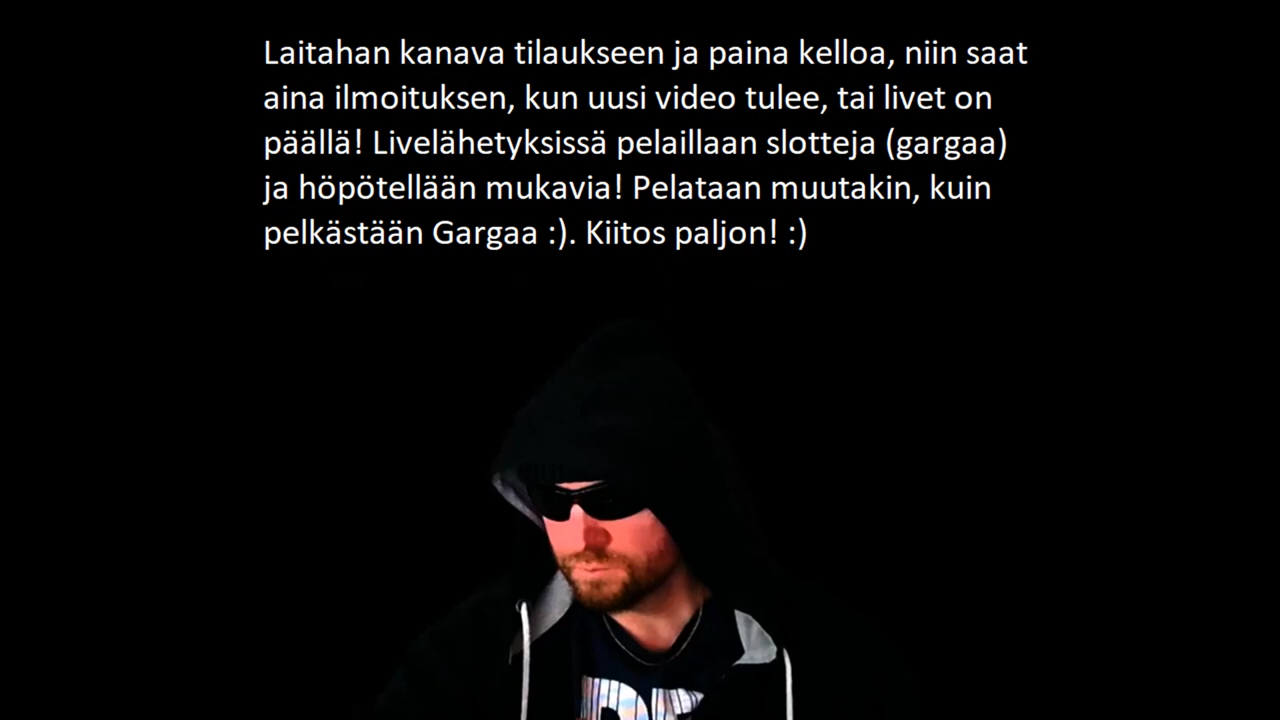 Laitahan kanava tilaukseen ja paina kelloa, niin saat
aina ilmoituksen, kun uusi video tulee, tai livet on
päällä! Livelähetyksissä pelaillaan slotteja (gargaa)
ja höpötellään mukavia! Pelataan muutakin, kuin
pelkästään Gargaa :). Kiitos paljon! :)